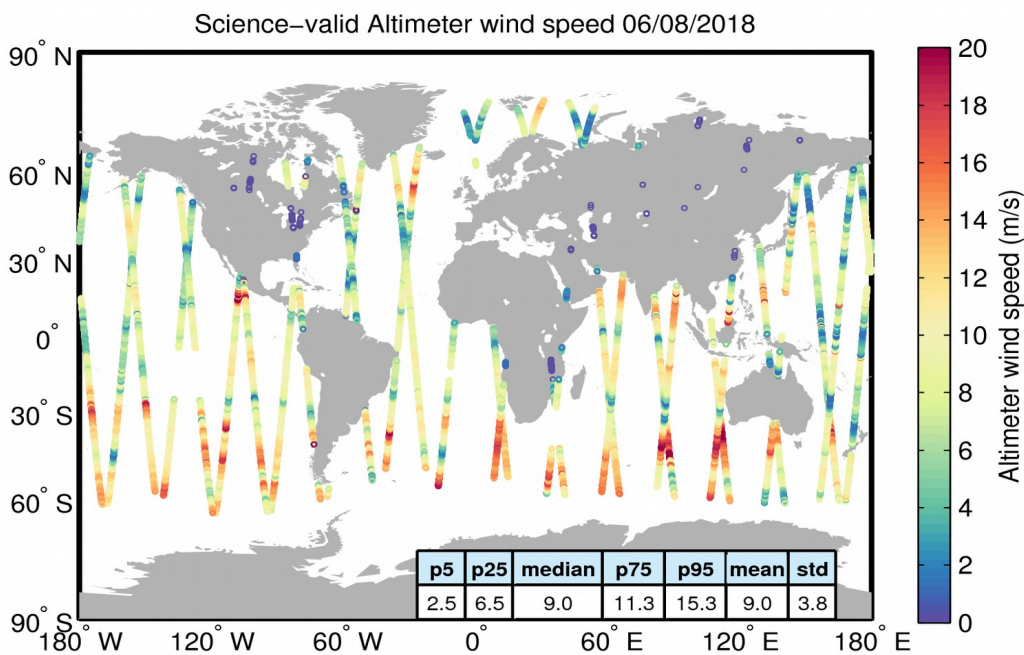 Science−valid Altimeter wind speed 06/08/2018
90° N
60° N
30° N
0°
30° S
60° S
90° S
180° W 120° W 60° W 0° 60° E 120° E 180° E
p5 p25 median p75 p95 mean std
2.5 6.5 9.0 11.3 15.3 9.0 3.8
20
18
16
14
12
10
8
6
4
2
0
Altimeter wind speed (m/s)